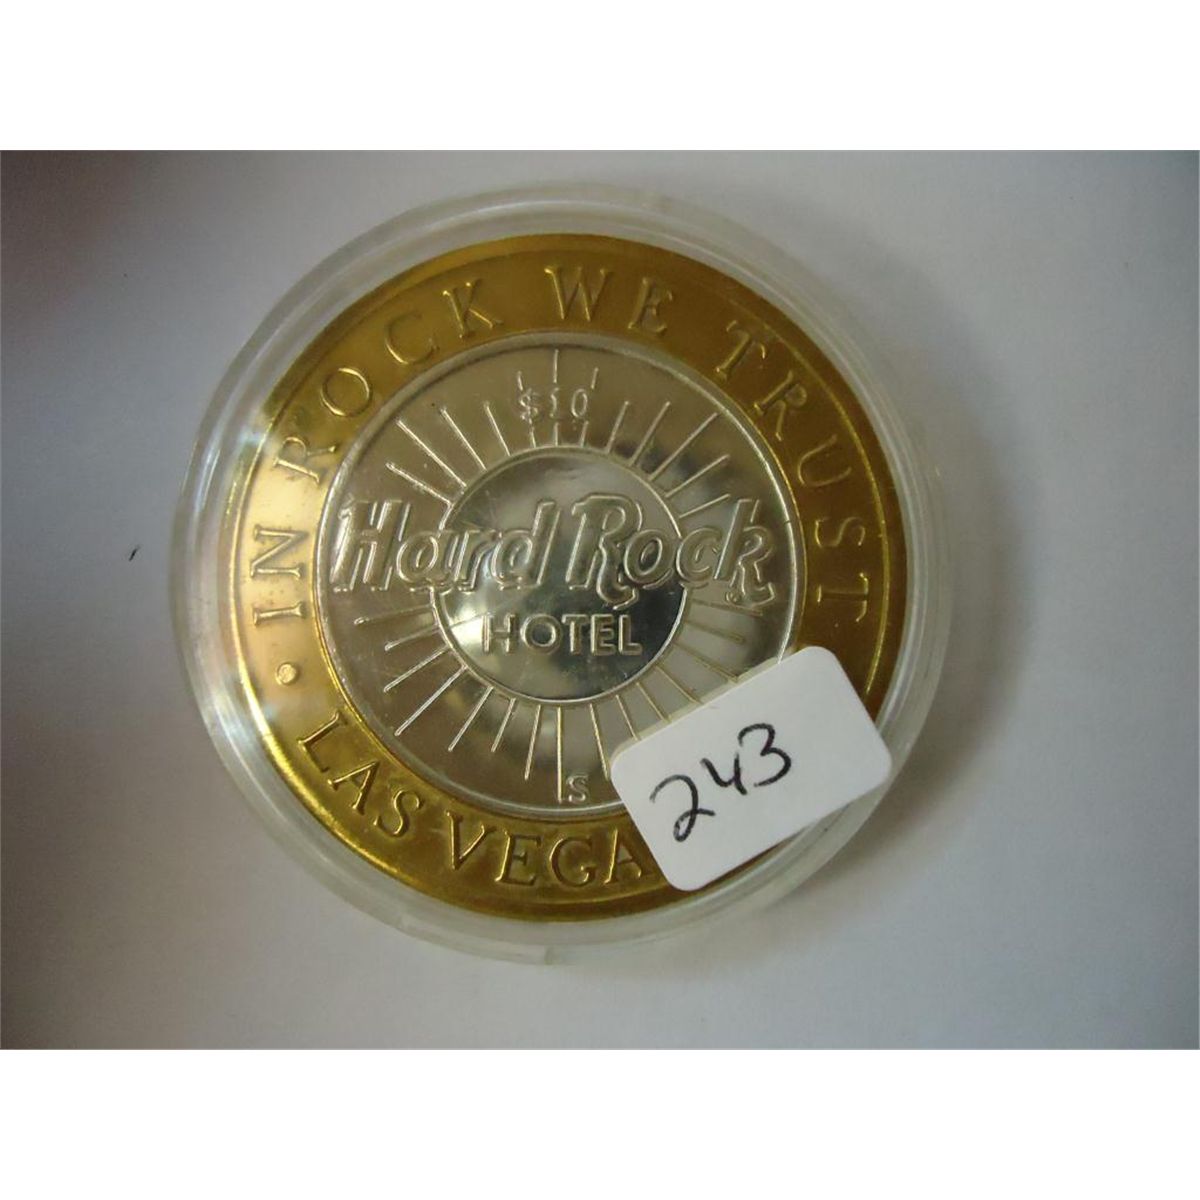 IN ROCK WE TRUST
$10
Hard Rock
HOTEL
S
LAS VEGA
243